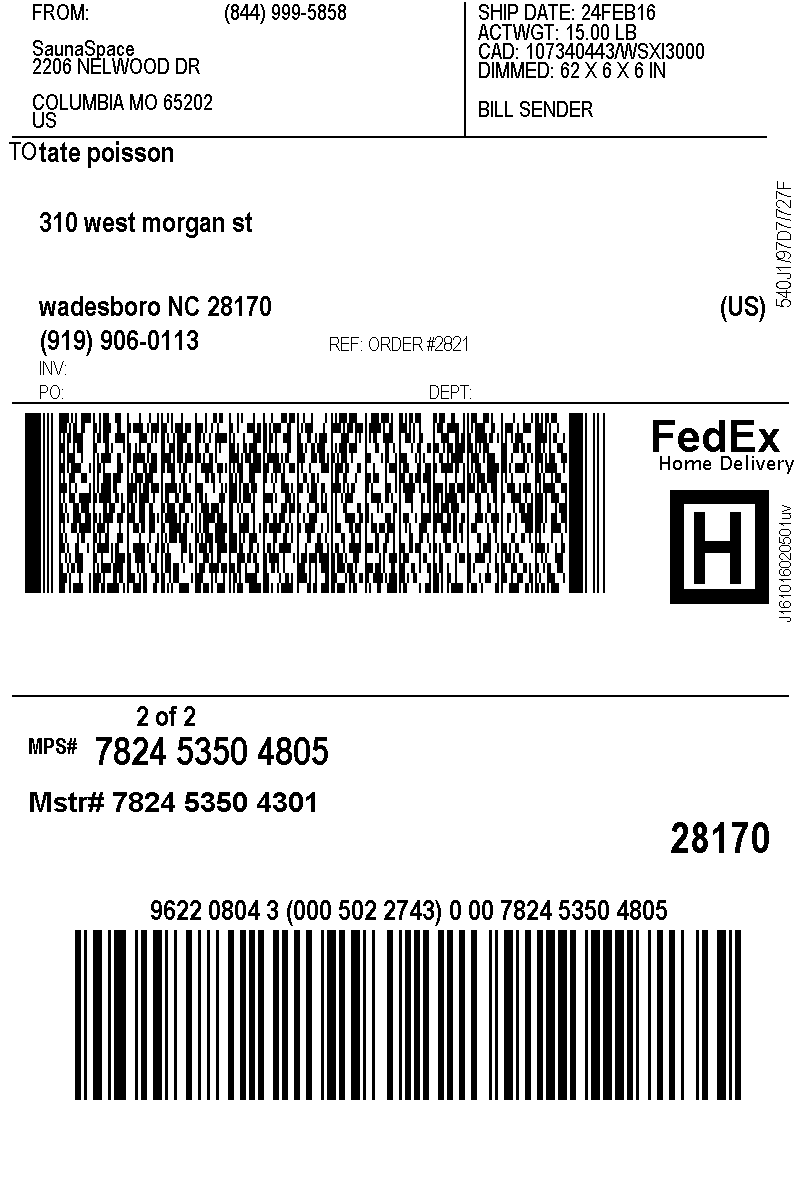 FROM: (844) 999-5858
SaunaSpace
2206 NELWOOD DR
COLUMBIA MO 65202
US
SHIP DATE: 24FEB16
ACTWGT: 15.00 LB
CAD: 107340443/WSXI3000
DIMMED: 62 X 6 X 6 IN
BILL SENDER
TO tate poisson
310 west morgan st
wadesboro NC 28170 (US)
(919) 906-0113 REF: ORDER #2821
INV:
PO: DEPT:
540J1/97D7/727F
FedEx
Home Delivery
H
J161016020501uv
2 of 2
MPS# 7824 5350 4805
Mstr# 7824 5350 4301
28170
9622 0804 3 (000 502 2743) 0 00 7824 5350 4805